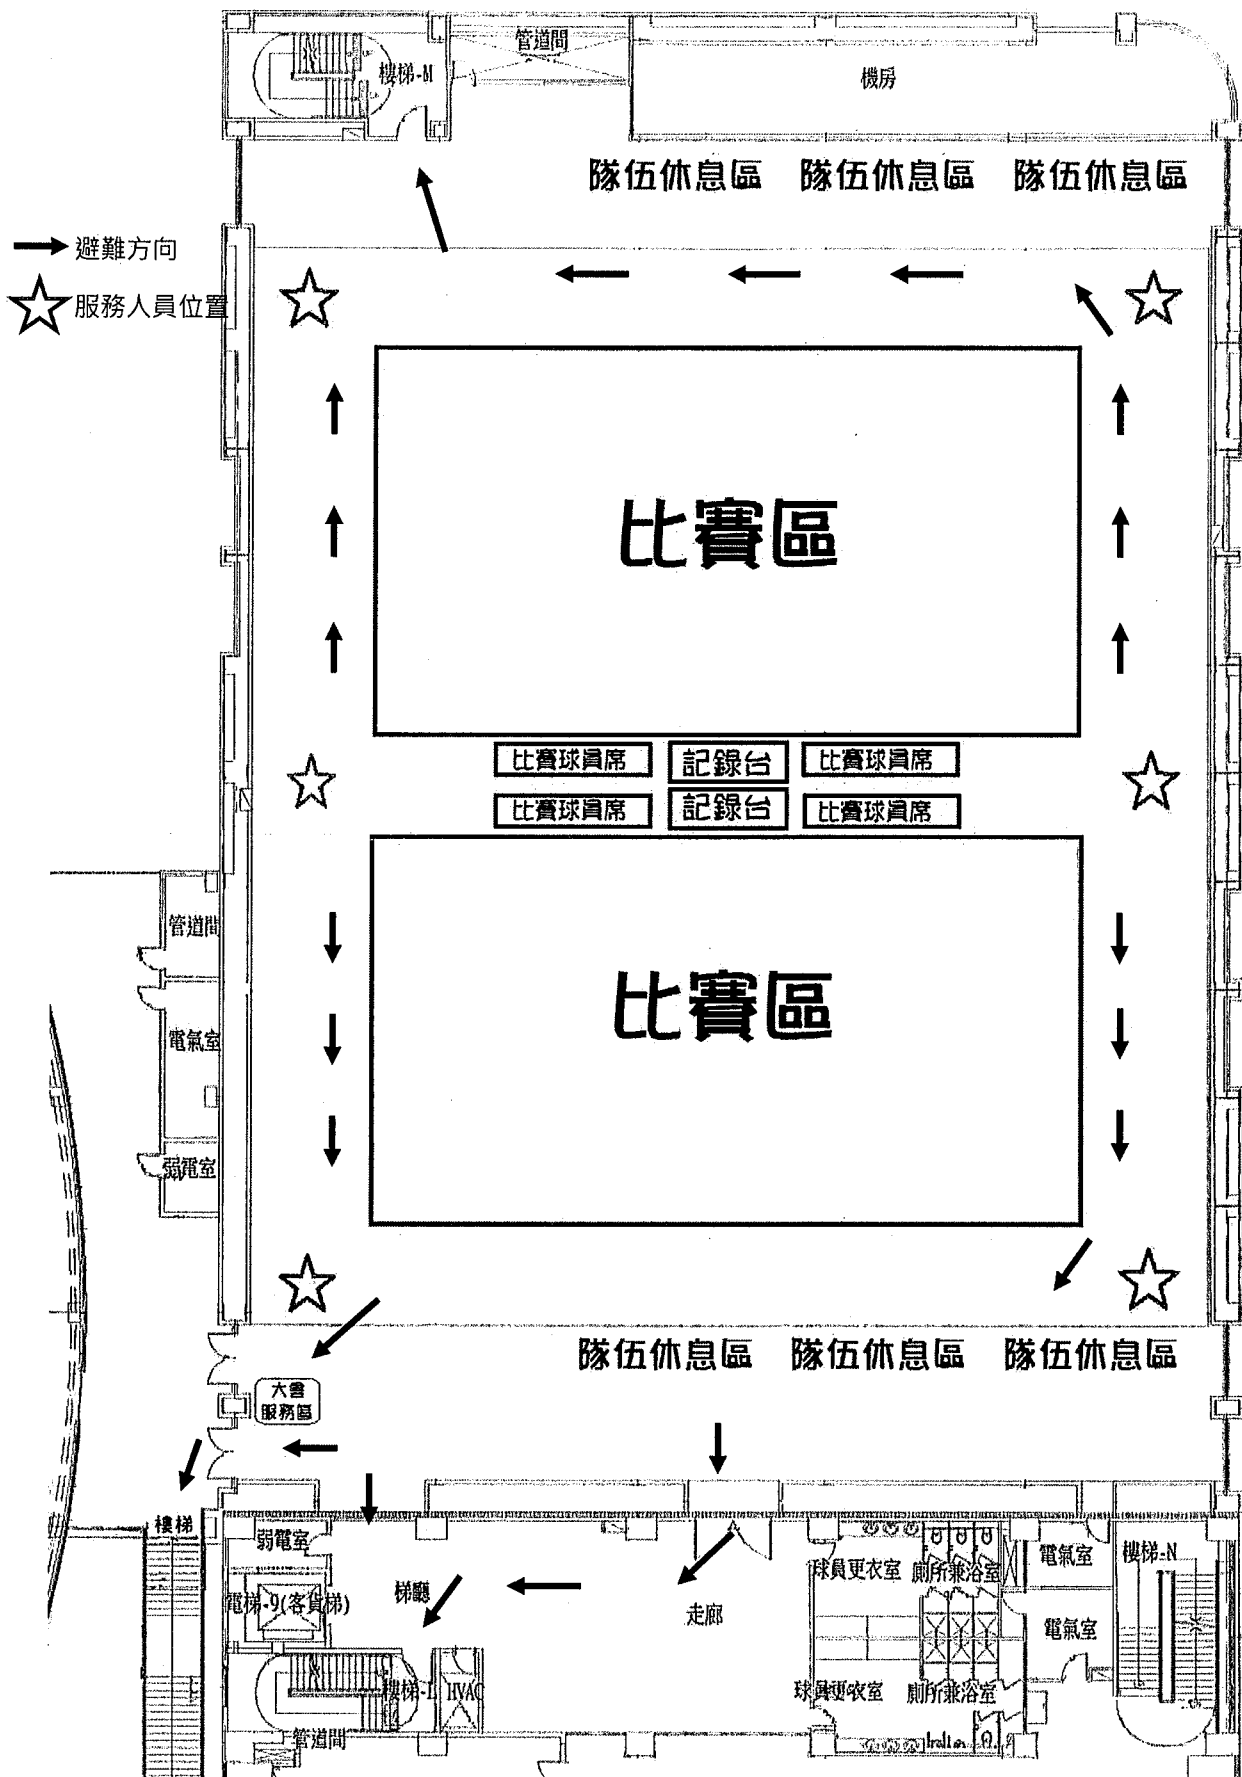 管道間
樓梯-M
機房
隊伍休息區 隊伍休息區 隊伍休息區
避難方向
服務人員位置
比賽區
比賽球員席 記錄台 比賽球員席
比賽球員席 記錄台 比賽球員席
管道間
比賽區
電氣室
弱電室
隊伍休息區 隊伍休息區 隊伍休息區
大會
服務區
樓梯
弱電室
電氣室
樓梯-N
球員更衣室
廁所兼浴室
電梯-9(客貨梯)
梯廳
走廊
電氣室
樓梯-L
HVAC
球員更衣室
廁所兼浴室
管道間